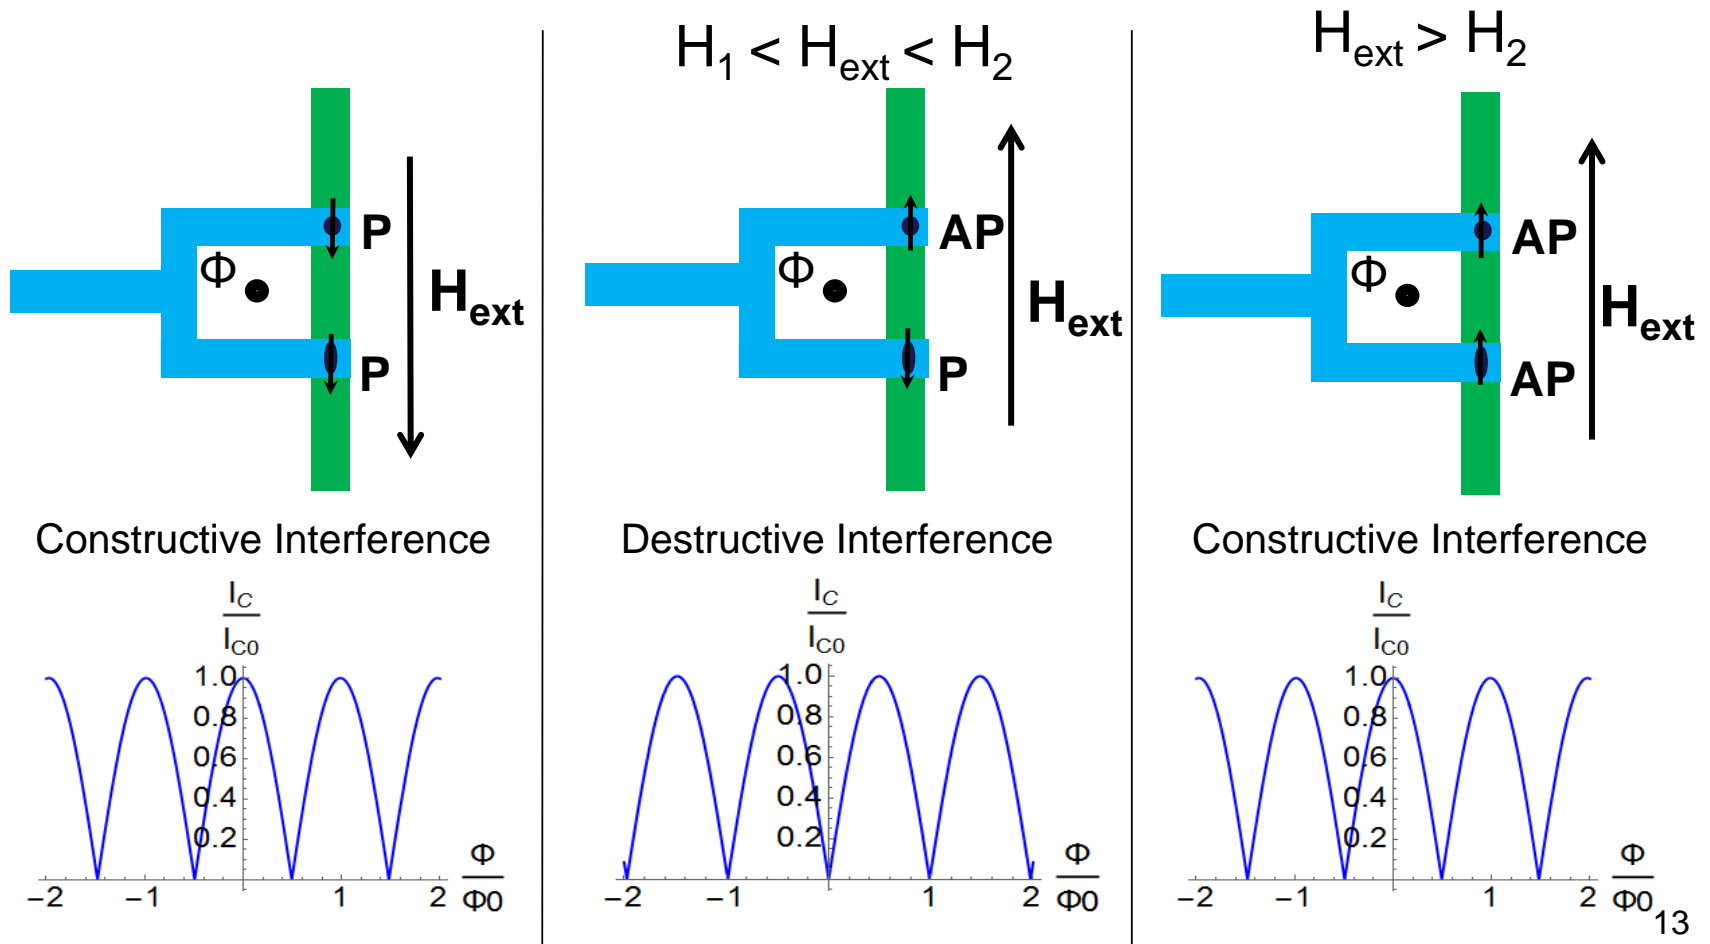 H1 < Hext < H2
Hext > H2
Φ
P
P
Hext
Φ
AP
P
Hext
Φ
AP
AP
Hext
Constructive Interference
Destructive Interference
Constructive Interference
IC
IC0
1.0
0.8
0.6
0.4
0.2
−2 −1 1 2
Φ
Φ0
IC
IC0
1.0
0.8
0.6
0.4
0.2
−2 −1 1 2
Φ
Φ0
IC
IC0
1.0
0.8
0.6
0.4
0.2
−2 −1 1 2
Φ
Φ0
13